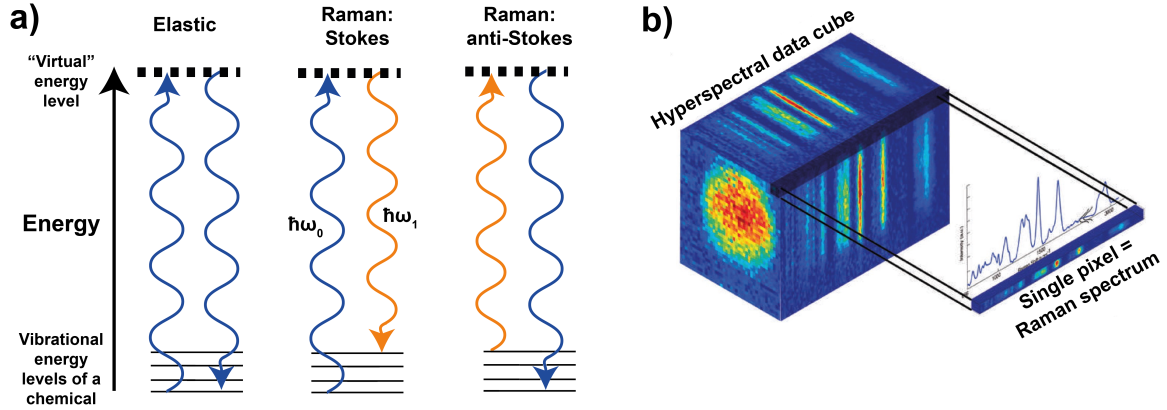 a)
Elastic
Raman:
Stokes
Raman:
anti-Stokes
“Virtual”
energy
level
Energy
ħω0
ħω1
Vibrational
energy
levels of a
chemical
b)
Hyperspectral data cube
Single pixel =
Raman spectrum